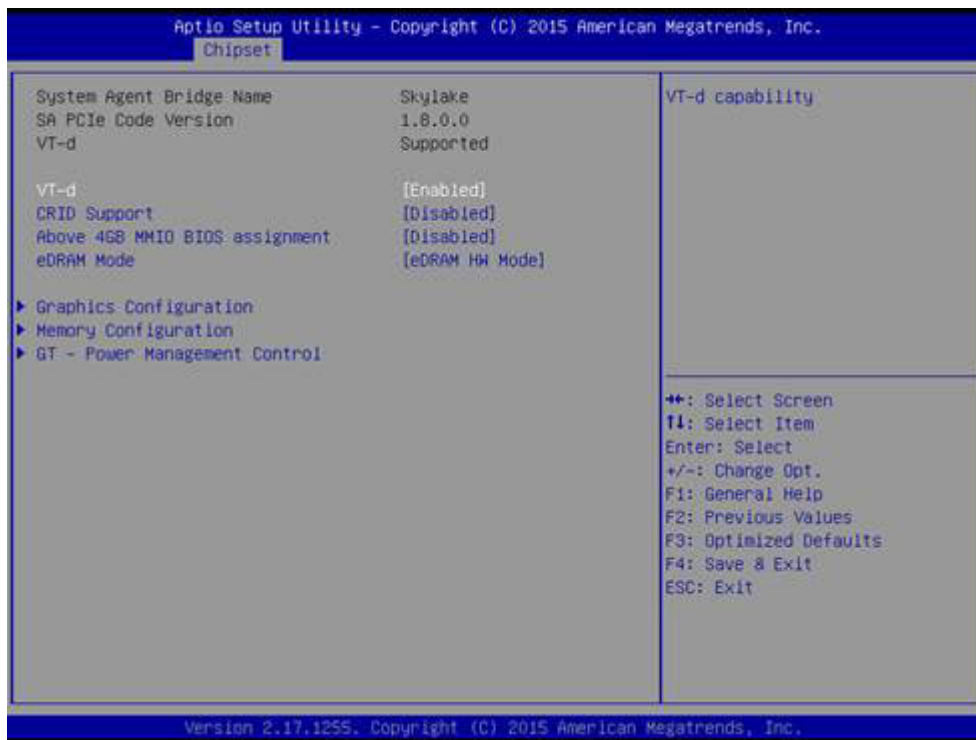 Aptio Setup Utility – Copyright (C) 2015 American Megatrends, Inc.
Chipset
System Agent Bridge Name Skylake
SA PCIe Code Version 1.8.0.0
VT-d Supported
VT-d [Enabled]
CRID Support [Disabled]
Above 4GB MMIO BIOS assignment [Disabled]
eDRAM Mode [eDRAM HW Mode]
Graphics Configuration
Memory Configuration
GT - Power Management Control
VT-d capability
→←: Select Screen
↑↓: Select Item
Enter: Select
+/-: Change Opt.
F1: General Help
F2: Previous Values
F3: Optimized Defaults
F4: Save & Exit
ESC: Exit
Version 2.17.1255. Copyright (C) 2015 American Megatrends, Inc.